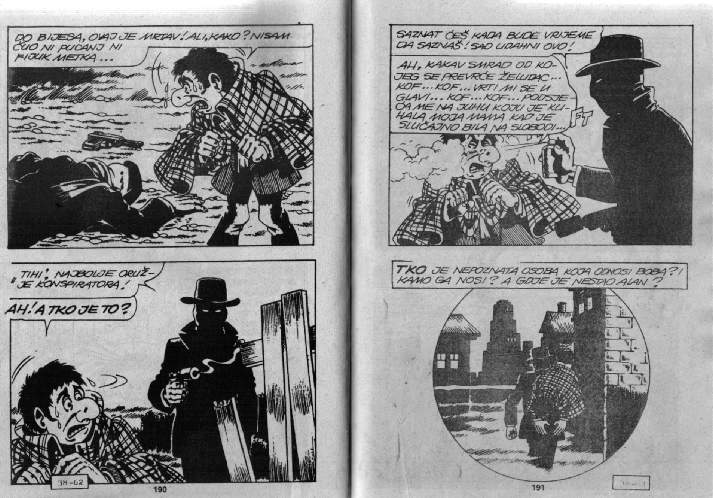 DO BIJESA, OVAJ JE MRTAV! ALI, KAKO? NISAM
ČUO NI PUCANJ NI
FIJUK METKA...
TIHI! NAJBOLJE ORUŽ-
JE KONSPIRATORA!
AH! A TKO JE TO?
38-62
190
SAZNAT ĆEŠ KADA BUDE VRIJEME
DA SAZNAŠ! SAD UDAHNI OVO!
AH, KAKAV SMRAD OD KO-
JEG SE PREVRĆE ŽELUDAC...
KOF... KOF... VRTI MI SE U
GLAVI... KOF... KOF... PODSJE-
ĆA ME NA JUHU KOJU JE KU-
HALA MOJA MAMA KAD JE
SLUČAJNO BILA NA SLOBODI...
TKO JE NEPOZNATA OSOBA KOJA ODNOSI BOBA? I
KAMO GA NOSI? A GDJE JE NESTAO ALAN?
191